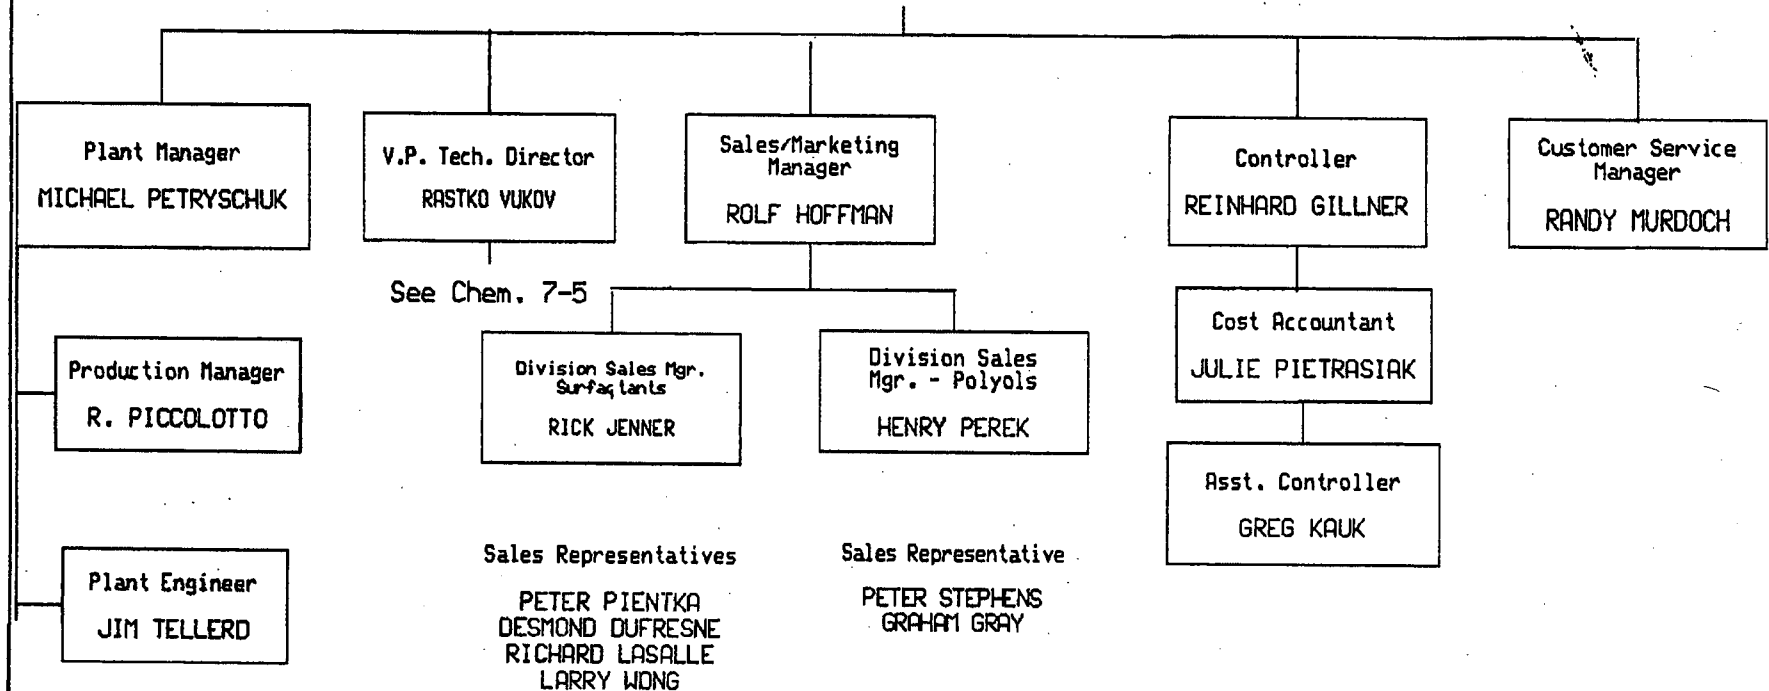 Plant Manager
MICHAEL PETRYSCHUK
V.P. Tech. Director
RASTKO VUKOV
Sales/Marketing
Manager
ROLF HOFFMAN
Controller
REINHARD GILLNER
Customer Service
Manager
RANDY MURDOCH
See Chem. 7-5
Production Manager
R. PICCOLOTTO
Division Sales Mgr.
Surfactants
RICK JENNER
Division Sales
Mgr. - Polyols
HENRY PEREK
Cost Accountant
JULIE PIETRASIAK
Asst. Controller
GREG KAUK
Plant Engineer
JIM TELLERD
Sales Representatives
PETER PIENTKA
DESMOND DUFRESNE
RICHARD LASALLE
LARRY WONG
Sales Representative
PETER STEPHENS
GRAHAM GRAY